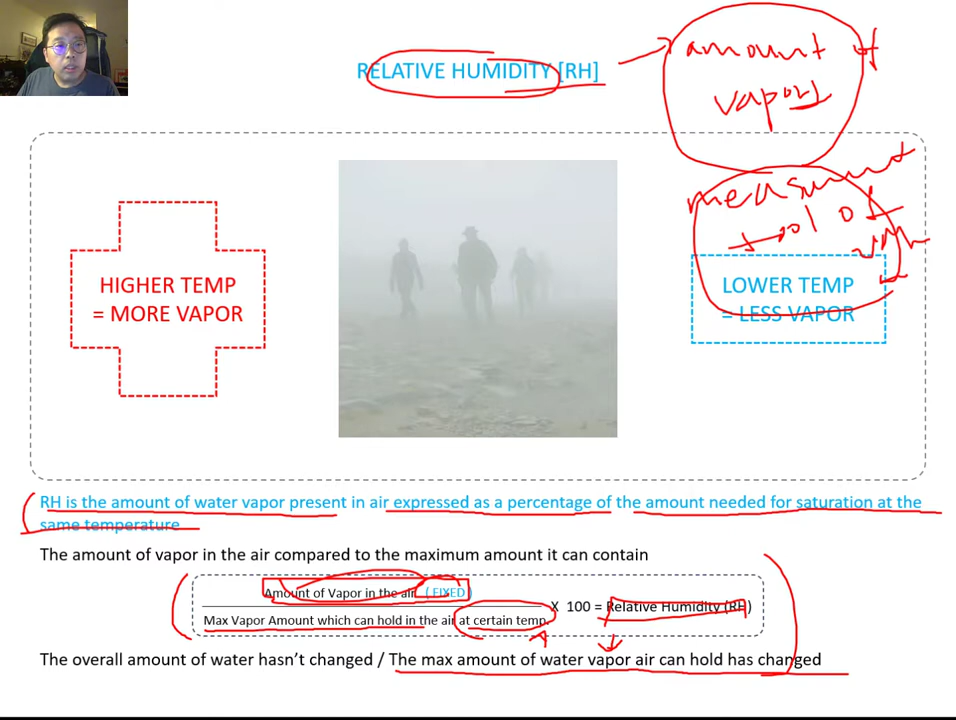 RELATIVE HUMIDITY [RH]
amount of
vapor
HIGHER TEMP
= MORE VAPOR
tool of
LOWER TEMP
= LESS VAPOR
RH is the amount of water vapor present in air expressed as a percentage of the amount needed for saturation at the
same temperature
The amount of vapor in the air compared to the maximum amount it can contain
Amount of Vapor in the air ( FIXED )
Max Vapor Amount which can hold in the air at certain temp.
X 100 = Relative Humidity (RH)
The overall amount of water hasn't changed / The max amount of water vapor air can hold has changed